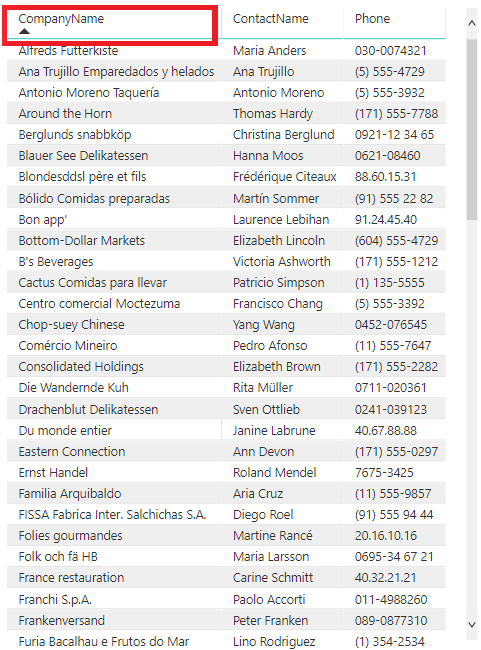 CompanyName ContactName Phone
Alfreds Futterkiste Maria Anders 030-0074321
Ana Trujillo Emparedados y helados Ana Trujillo (5) 555-4729
Antonio Moreno Taquería Antonio Moreno (5) 555-3932
Around the Horn Thomas Hardy (171) 555-7788
Berglunds snabbköp Christina Berglund 0921-12 34 65
Blauer See Delikatessen Hanna Moos 0621-08460
Blondesddsl père et fils Frédérique Citeaux 88.60.15.31
Bólido Comidas preparadas Martín Sommer (91) 555 22 82
Bon app' Laurence Lebihan 91.24.45.40
Bottom-Dollar Markets Elizabeth Lincoln (604) 555-4729
B's Beverages Victoria Ashworth (171) 555-1212
Cactus Comidas para llevar Patricio Simpson (1) 135-5555
Centro comercial Moctezuma Francisco Chang (5) 555-3392
Chop-suey Chinese Yang Wang 0452-076545
Comércio Mineiro Pedro Afonso (11) 555-7647
Consolidated Holdings Elizabeth Brown (171) 555-2282
Die Wandernde Kuh Rita Müller 0711-020361
Drachenblut Delikatessen Sven Ottlieb 0241-039123
Du monde entier Janine Labrune 40.67.88.88
Eastern Connection Ann Devon (171) 555-0297
Ernst Handel Roland Mendel 7675-3425
Familia Arquibaldo Aria Cruz (11) 555-9857
FISSA Fabrica Inter. Salchichas S.A. Diego Roel (91) 555 94 44
Folies gourmandes Martine Rancé 20.16.10.16
Folk och fä HB Maria Larsson 0695-34 67 21
France restauration Carine Schmitt 40.32.21.21
Franchi S.p.A. Paolo Accorti 011-4988260
Frankenversand Peter Franken 089-0877310
Furia Bacalhau e Frutos do Mar Lino Rodriguez (1) 354-2534